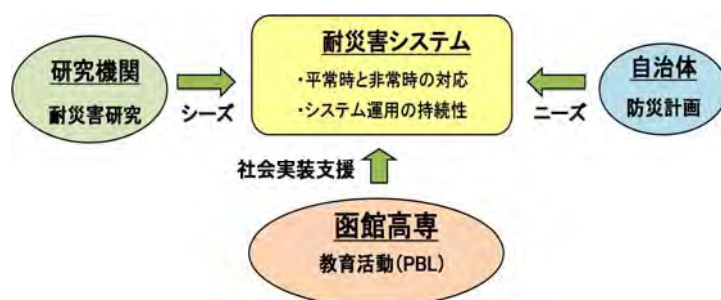 耐災害システム
・平常時と非常時の対応
・システム運用の持続性
研究機関
耐災害研究
シーズ
自治体
防災計画
ニーズ
社会実装支援
函館高専
教育活動(PBL)